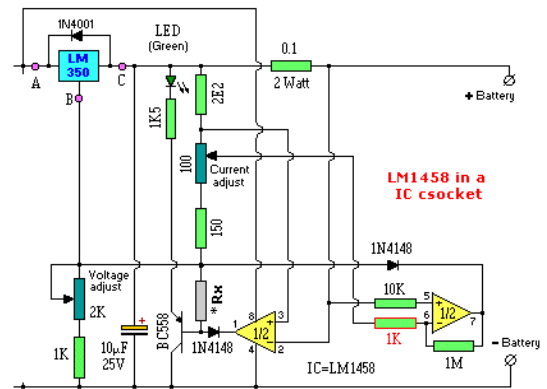 LED
(Green)
1N4001
LM
350
A
C
B
1K5
2E2
0.1
2 Watt
+ Battery
100
Current
adjust
LM1458 in a
IC csocket
150
1N4148
Voltage
adjust
2K
* Rx
10K
5
+
1/2
7
1K
6
-
1M
+
10µF
25V
1K
BC558
1N4148
1
8
4
1/2
3
+
-
2
IC=LM1458
- Battery